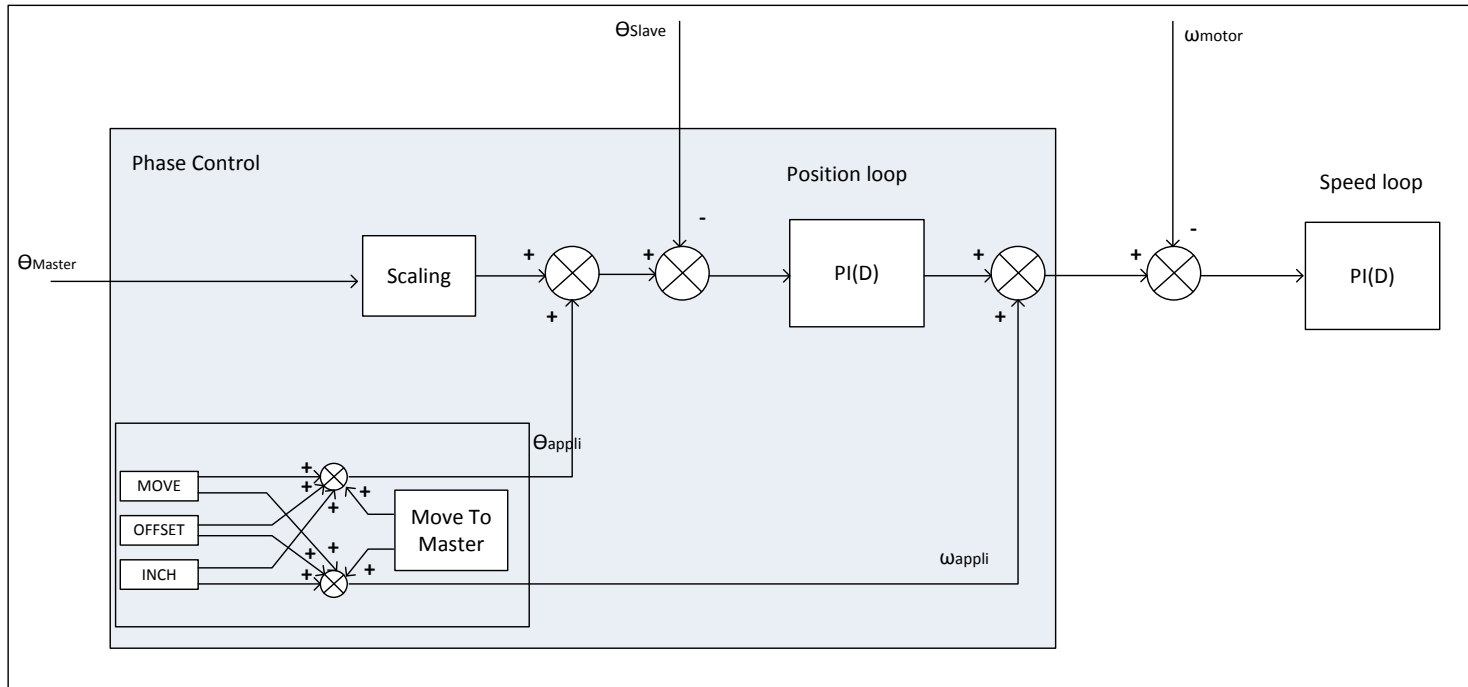 ΘSlave
ωmotor
Phase Control
Position loop
Speed loop
-
-
ΘMaster
Scaling
+
+
PI(D)
+
+
PI(D)
+
+
Θappli
MOVE
+
+
+
+
OFFSET
Move To
Master
+
+
INCH
+
+
ωappli